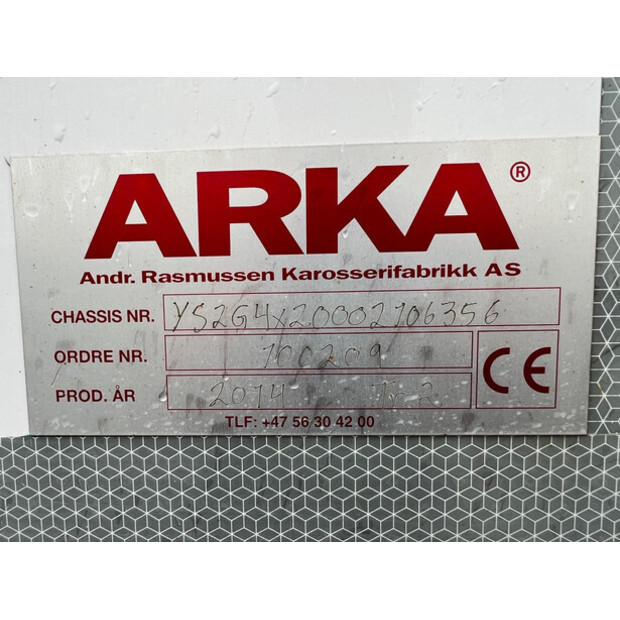 ARKA®
Andr. Rasmussen Karosserifabrikk AS
CHASSIS NR. YS2G4X20002106356
ORDRE NR. 100209
PROD. ÅR 2014
CE
TLF: +47 56 30 42 00